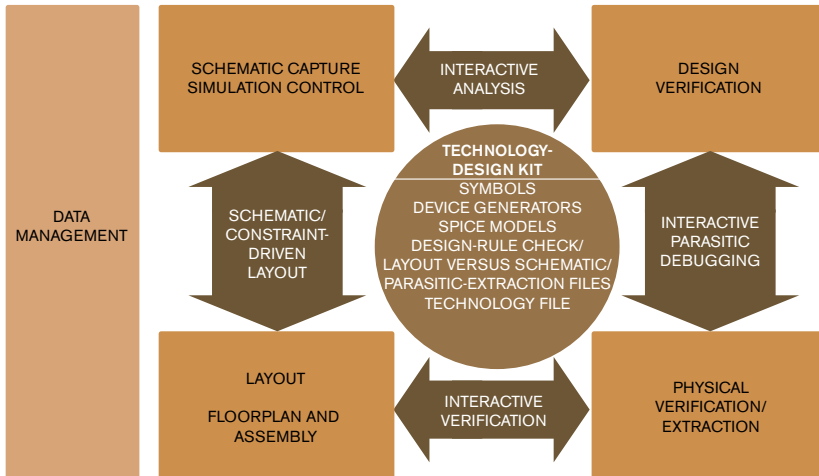 DATA
MANAGEMENT
SCHEMATIC CAPTURE
SIMULATION CONTROL
INTERACTIVE
ANALYSIS
DESIGN
VERIFICATION
SCHEMATIC/
CONSTRAINT-
DRIVEN
LAYOUT
TECHNOLOGY-
DESIGN KIT
SYMBOLS
DEVICE GENERATORS
SPICE MODELS
DESIGN-RULE CHECK/
LAYOUT VERSUS SCHEMATIC/
PARASITIC-EXTRACTION FILES
TECHNOLOGY FILE
INTERACTIVE
PARASITIC
DEBUGGING
LAYOUT
FLOORPLAN AND
ASSEMBLY
INTERACTIVE
VERIFICATION
PHYSICAL
VERIFICATION/
EXTRACTION